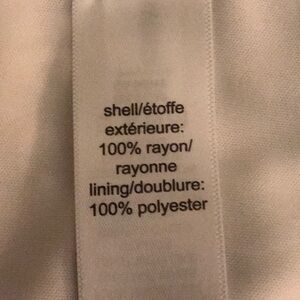 shell/étoffe
extérieure:
100% rayon/
rayonne
lining/doublure:
100% polyester